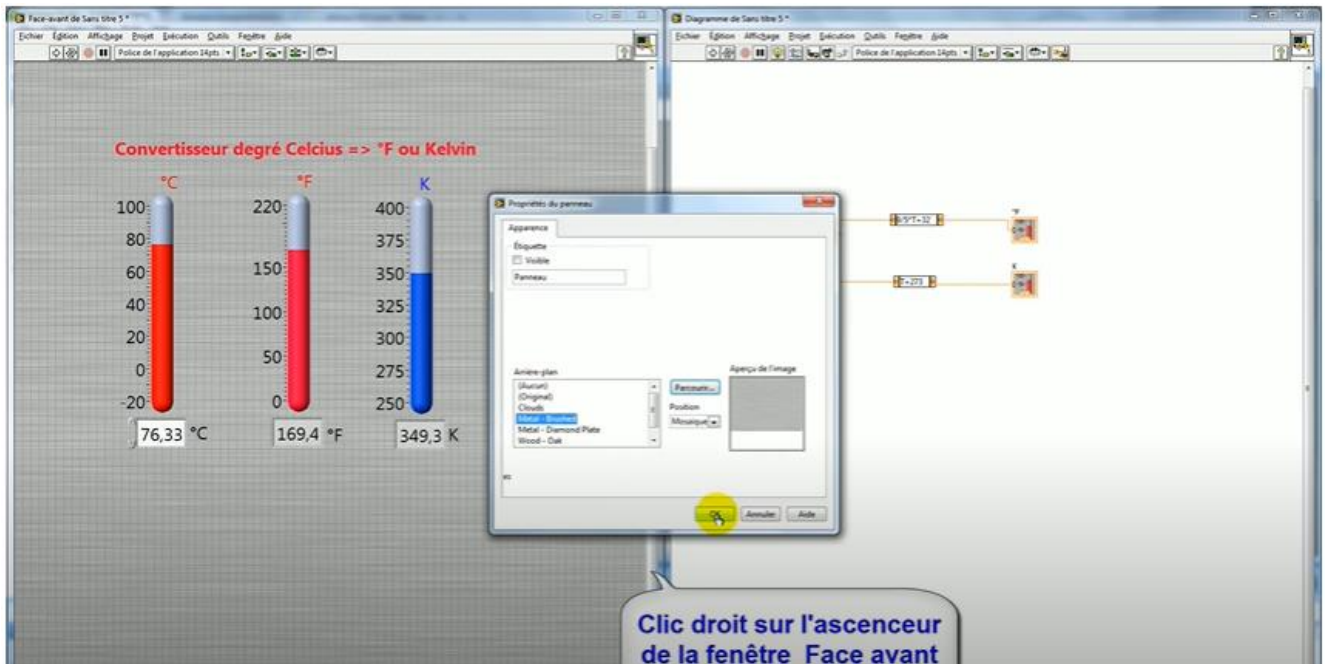 Face-avant de Sans titre 5 *
Fichier Édition Affichage Projet Exécution Outils Fenêtre Aide
Police de l'application 14pts
Convertisseur degré Celcius => °F ou Kelvin
°C
°F
K
100
80
60
40
20
0
-20
220
150
100
50
0
400
375
350
325
300
275
250
76,33 °C
169,4 °F
349,3 K
Diagramme de Sans titre 5 *
Fichier Édition Affichage Projet Exécution Outils Fenêtre Aide
Police de l'application 14pts
°F
9/5*T+32
K
T+273
Propriétés du panneau
Apparence
Étiquette
Visible
Panneau
Arrière-plan
(Aucun)
(Original)
Clouds
Metal - Brushed
Metal - Diamond Plate
Wood - Oak
Parcourir...
Position
Mosaïque
Aperçu de l'image
es
OK
Annuler
Aide
Clic droit sur l'ascenceur
de la fenêtre Face avant